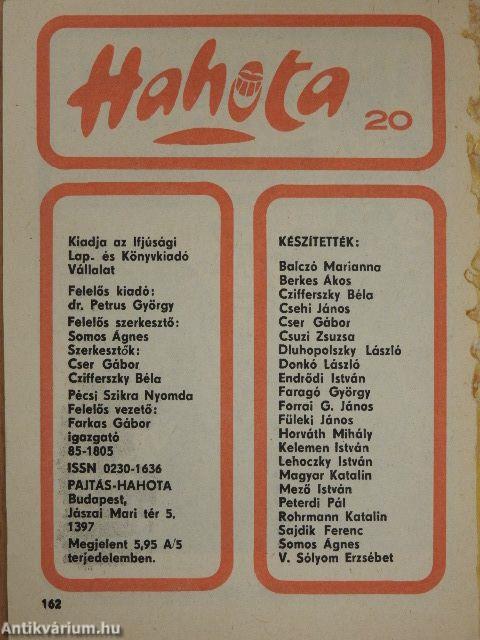 Hahota 20
Kiadja az Ifjúsági
Lap- és Könyvkiadó
Vállalat
Felelős kiadó:
dr. Petrus György
Felelős szerkesztő:
Somos Ágnes
Szerkesztők:
Cser Gábor
Czifferszky Béla
Pécsi Szikra Nyomda
Felelős vezető:
Farkas Gábor
igazgató
85-1805
ISSN 0230-1636
PAJTÁS-HAHOTA
Budapest,
Jászai Mari tér 5.
1397
Megjelent 5,95 A/5
terjedelemben.
KÉSZÍTETTÉK:
Balczó Marianna
Berkes Ákos
Czifferszky Béla
Csehi János
Cser Gábor
Csuzi Zsuzsa
Dluhopolszky László
Donkó László
Endrődi István
Faragó György
Forrai G. János
Füleki János
Horváth Mihály
Kelemen István
Lehoczky István
Magyar Katalin
Mező István
Peterdi Pál
Rohrmann Katalin
Sajdik Ferenc
Somos Ágnes
V. Sólyom Erzsébet
162
Antikvárium.hu